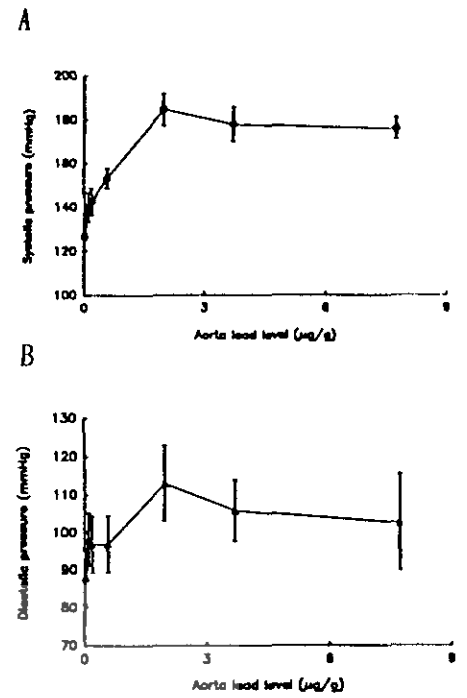 A
200
180
160
140
120
100
Systolic pressure (mmHg)
0 3 6 9
Aorta lead level (μg/g)
B
130
120
110
100
90
80
70
Diastolic pressure (mmHg)
0 3 6 9
Aorta lead level (μg/g)